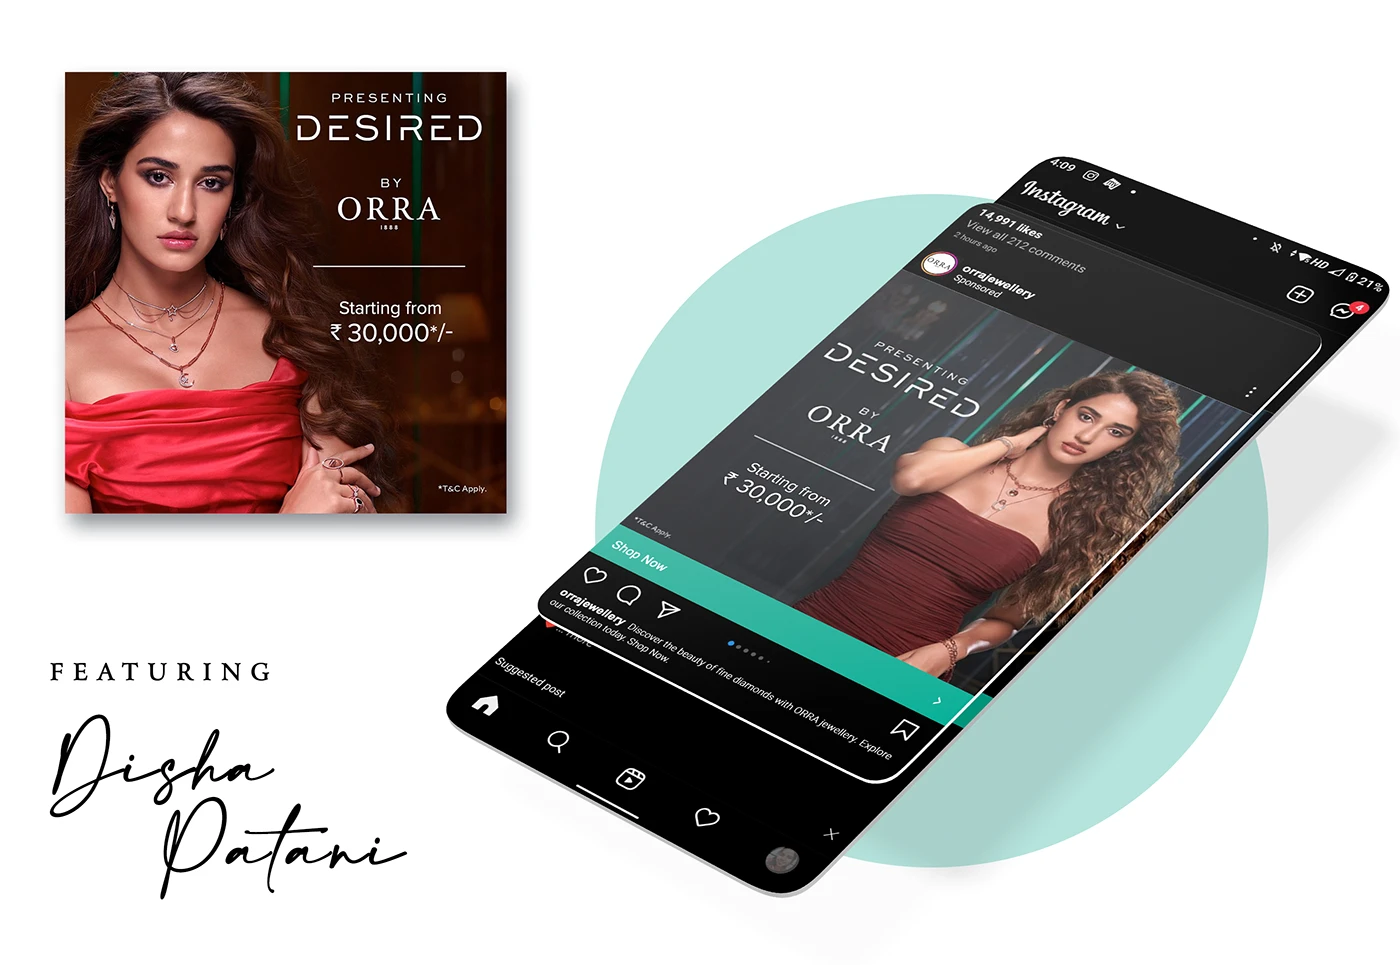 PRESENTING
DESIRED
BY
ORRA
1888
Starting from
₹ 30,000*/-
*T&C Apply.
FEATURING
Disha
Patani
4:09
HD
21%
Instagram
4
14,991 likes
View all 212 comments
2 hours ago
ORRA
orrajewellery
Sponsored
PRESENTING
DESIRED
BY
ORRA
1888
Starting from
₹ 30,000*/-
*T&C Apply.
Shop Now
orrajewellery Discover the beauty of fine diamonds with ORRA jewellery. Explore
our collection today. Shop Now.
... more
Suggested post